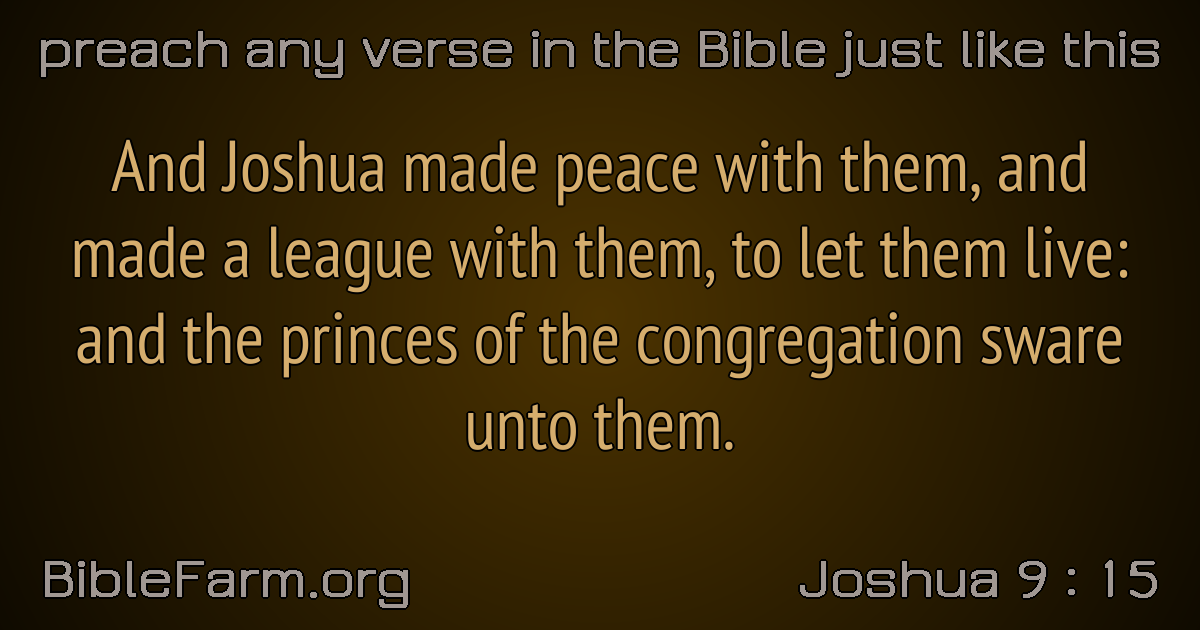 preach any verse in the Bible just like this
And Joshua made peace with them, and
made a league with them, to let them live:
and the princes of the congregation sware
unto them.
BibleFarm.org
Joshua 9 : 15